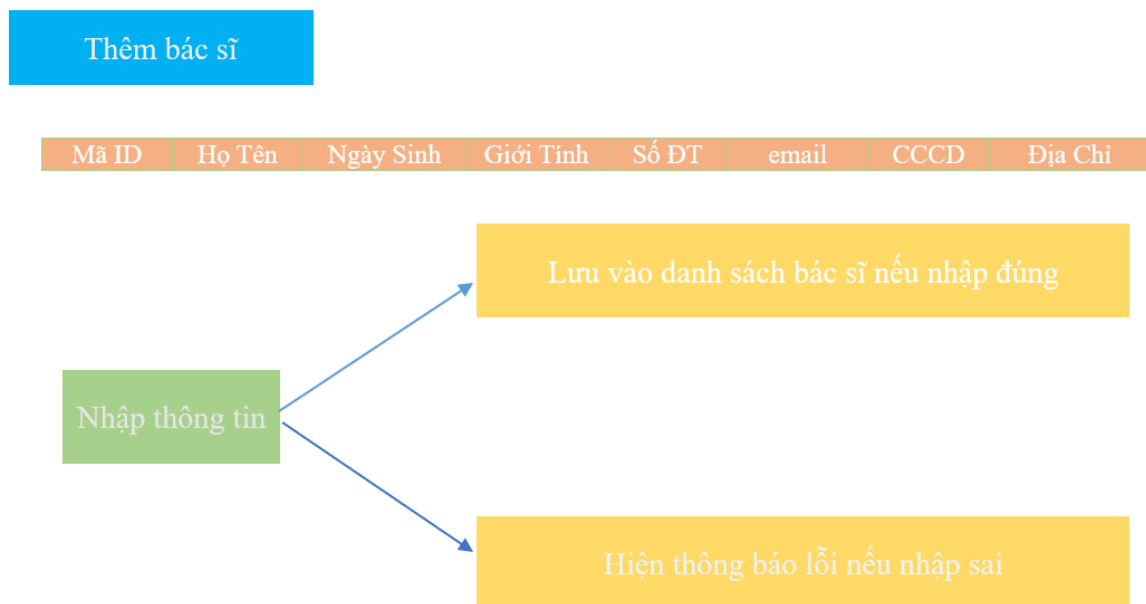 Thêm bác sĩ
Mã ID Họ Tên Ngày Sinh Giới Tính Số ĐT email CCCD Địa Chỉ
Lưu vào danh sách bác sĩ nếu nhập đúng
Nhập thông tin
Hiện thông báo lỗi nếu nhập sai